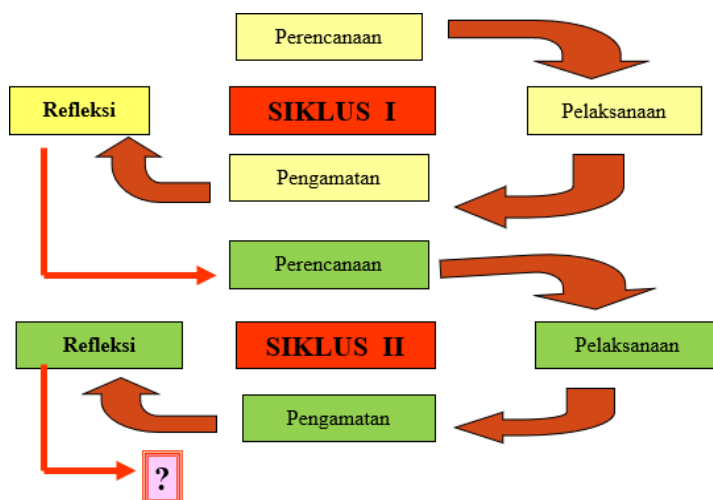 Perencanaan
Refleksi
SIKLUS I
Pelaksanaan
Pengamatan
Perencanaan
Refleksi
SIKLUS II
Pelaksanaan
Pengamatan
?